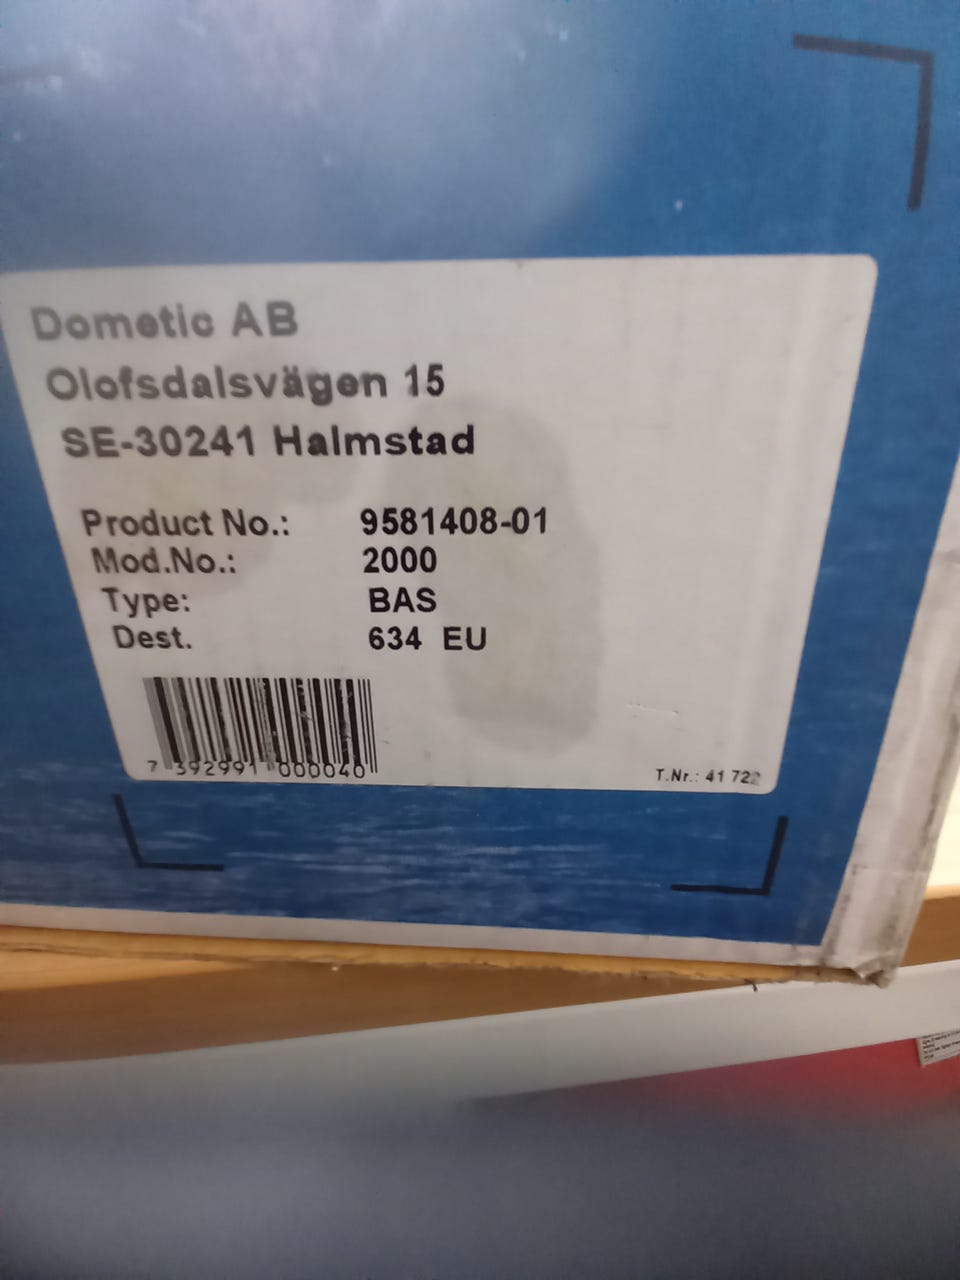 Dometic AB
Olofsdalsvägen 15
SE-30241 Halmstad
Product No.: 9581408-01
Mod.No.: 2000
Type: BAS
Dest. 634 EU
7 392991 000040
T.Nr.: 41 722